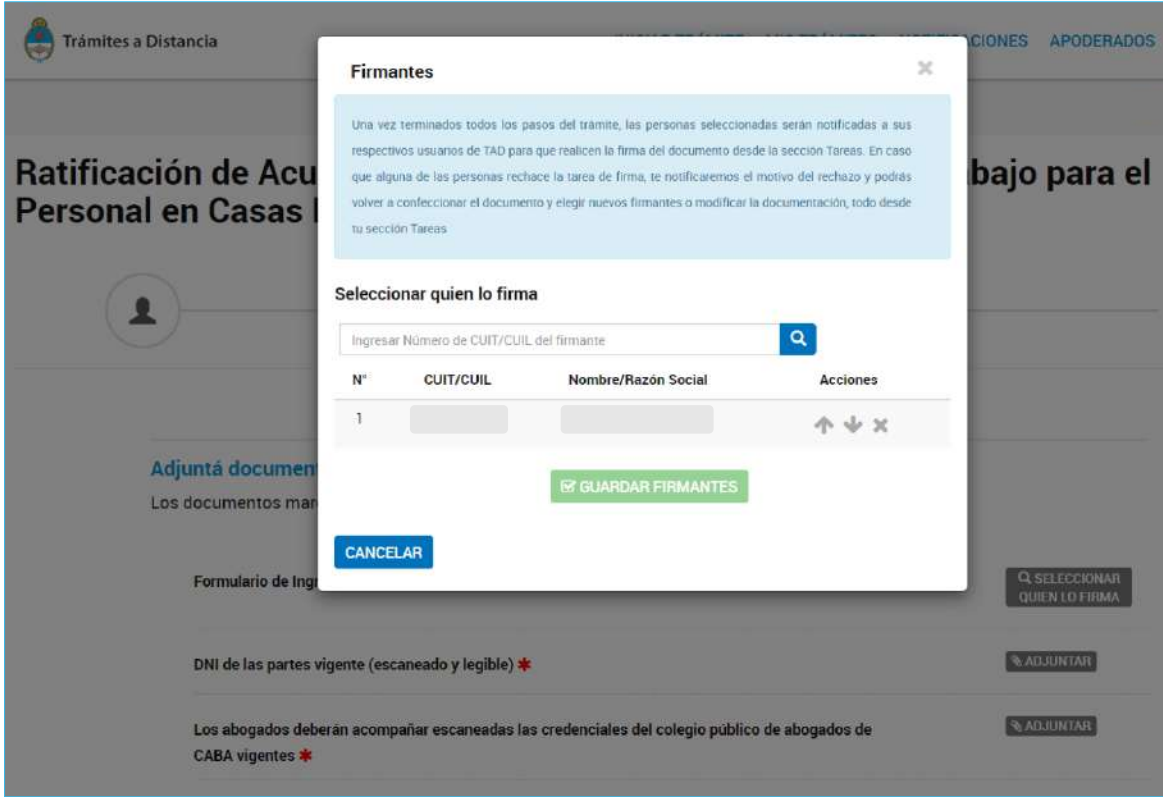 Trámites a Distancia
CIONES APODERADOS
Firmantes
Una vez terminados todos los pasos del trámite, las personas seleccionadas serán notificadas a sus
respectivos usuarios de TAD para que realicen la firma del documento desde la sección Tareas. En caso
que alguna de las personas rechace la tarea de firma, te notificaremos el motivo del rechazo y podrás
volver a confeccionar el documento y elegir nuevos firmantes o modificar la documentación, todo desde
tu sección Tareas
Ratificación de Acu
bajo para el
Personal en Casas
Seleccionar quien lo firma
Ingresar Número de CUIT/CUIL del firmante
N° CUIT/CUIL Nombre/Razón Social Acciones
1
Adjuntá documen
GUARDAR FIRMANTES
Los documentos mar
CANCELAR
Formulario de Ingr
SELECCIONAR
QUIEN LO FIRMA
DNI de las partes vigente (escaneado y legible) *
ADJUNTAR
Los abogados deberán acompañar escaneadas las credenciales del colegio público de abogados de
CABA vigentes *
ADJUNTAR